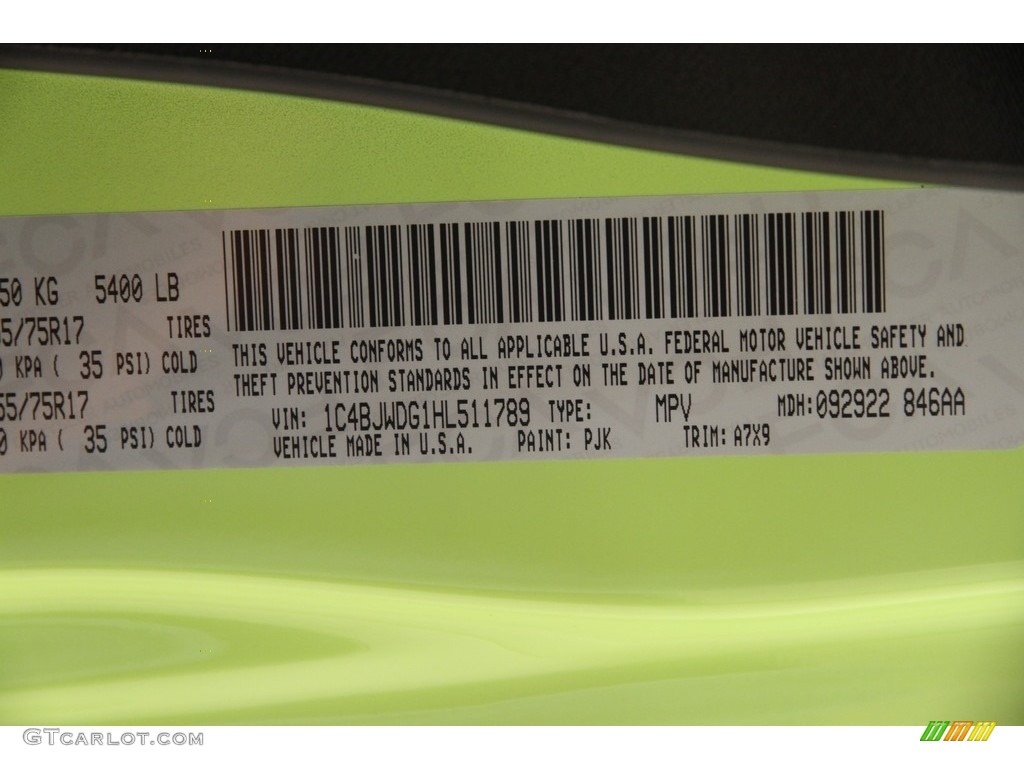 50 KG 5400 LB
55/75R17 TIRES
0 KPA ( 35 PSI) COLD
55/75R17 TIRES
0 KPA ( 35 PSI) COLD
THIS VEHICLE CONFORMS TO ALL APPLICABLE U.S.A. FEDERAL MOTOR VEHICLE SAFETY AND
THEFT PREVENTION STANDARDS IN EFFECT ON THE DATE OF MANUFACTURE SHOWN ABOVE.
VIN: 1C4BJWDG1HL511789 TYPE: MPV MDH:092922 846AA
VEHICLE MADE IN U.S.A. PAINT: PJK TRIM: A7X9
GTCARLOT.COM